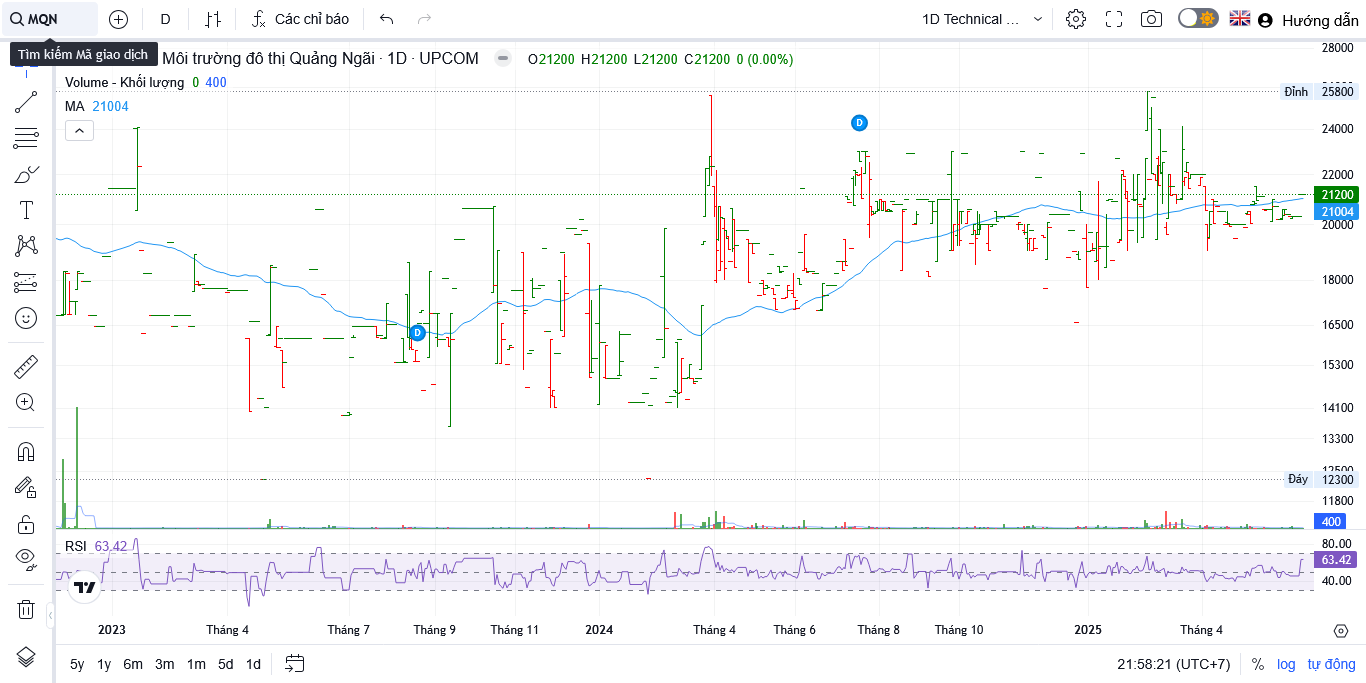 MQN D Các chỉ báo 1D Technical ... Hướng dẫn
Tìm kiếm Mã giao dịch
Môi trường đô thị Quảng Ngãi · 1D · UPCOM O21200 H21200 L21200 C21200 0 (0.00%)
Volume - Khối lượng 0 400
MA 21004
28000
Đỉnh 25800
24000
D
22000
21200
21004
20000
18000
D
16500
15300
14100
13300
12500
Đáy 12300
11800
400
RSI 63.42
80.00
63.42
40.00
2023 Tháng 4 Tháng 7 Tháng 9 Tháng 11 2024 Tháng 4 Tháng 6 Tháng 8 Tháng 10 2025 Tháng 4
5y 1y 6m 3m 1m 5d 1d 21:58:21 (UTC+7) % log tự động